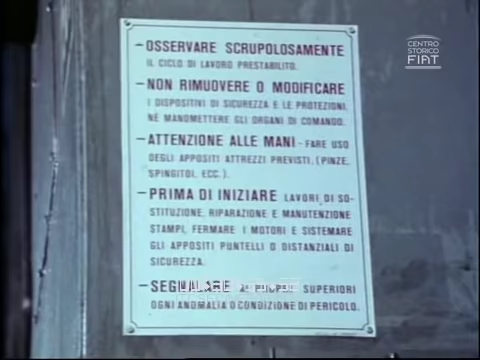 CENTRO
STORICO
FIAT
–OSSERVARE SCRUPOLOSAMENTE
IL CICLO DI LAVORO PRESTABILITO.
–NON RIMUOVERE O MODIFICARE
I DISPOSITIVI DI SICUREZZA E LE PROTEZIONI.
NÈ MANOMETTERE GLI ORGANI DI COMANDO.
–ATTENZIONE ALLE MANI - FARE USO
DEGLI APPOSITI ATTREZZI PREVISTI, (PINZE,
SPINGITOI, ECC.).
–PRIMA DI INIZIARE LAVORI DI SO-
STITUZIONE, RIPARAZIONE E MANUTENZIONE
STAMPI, FERMARE I MOTORI E SISTEMARE
GLI APPOSITI PUNTELLI O DISTANZIALI DI
SICUREZZA.
–SEGNALARE SUPERIORI
OGNI ANOMALIA O CONDIZIONE DI PERICOLO.